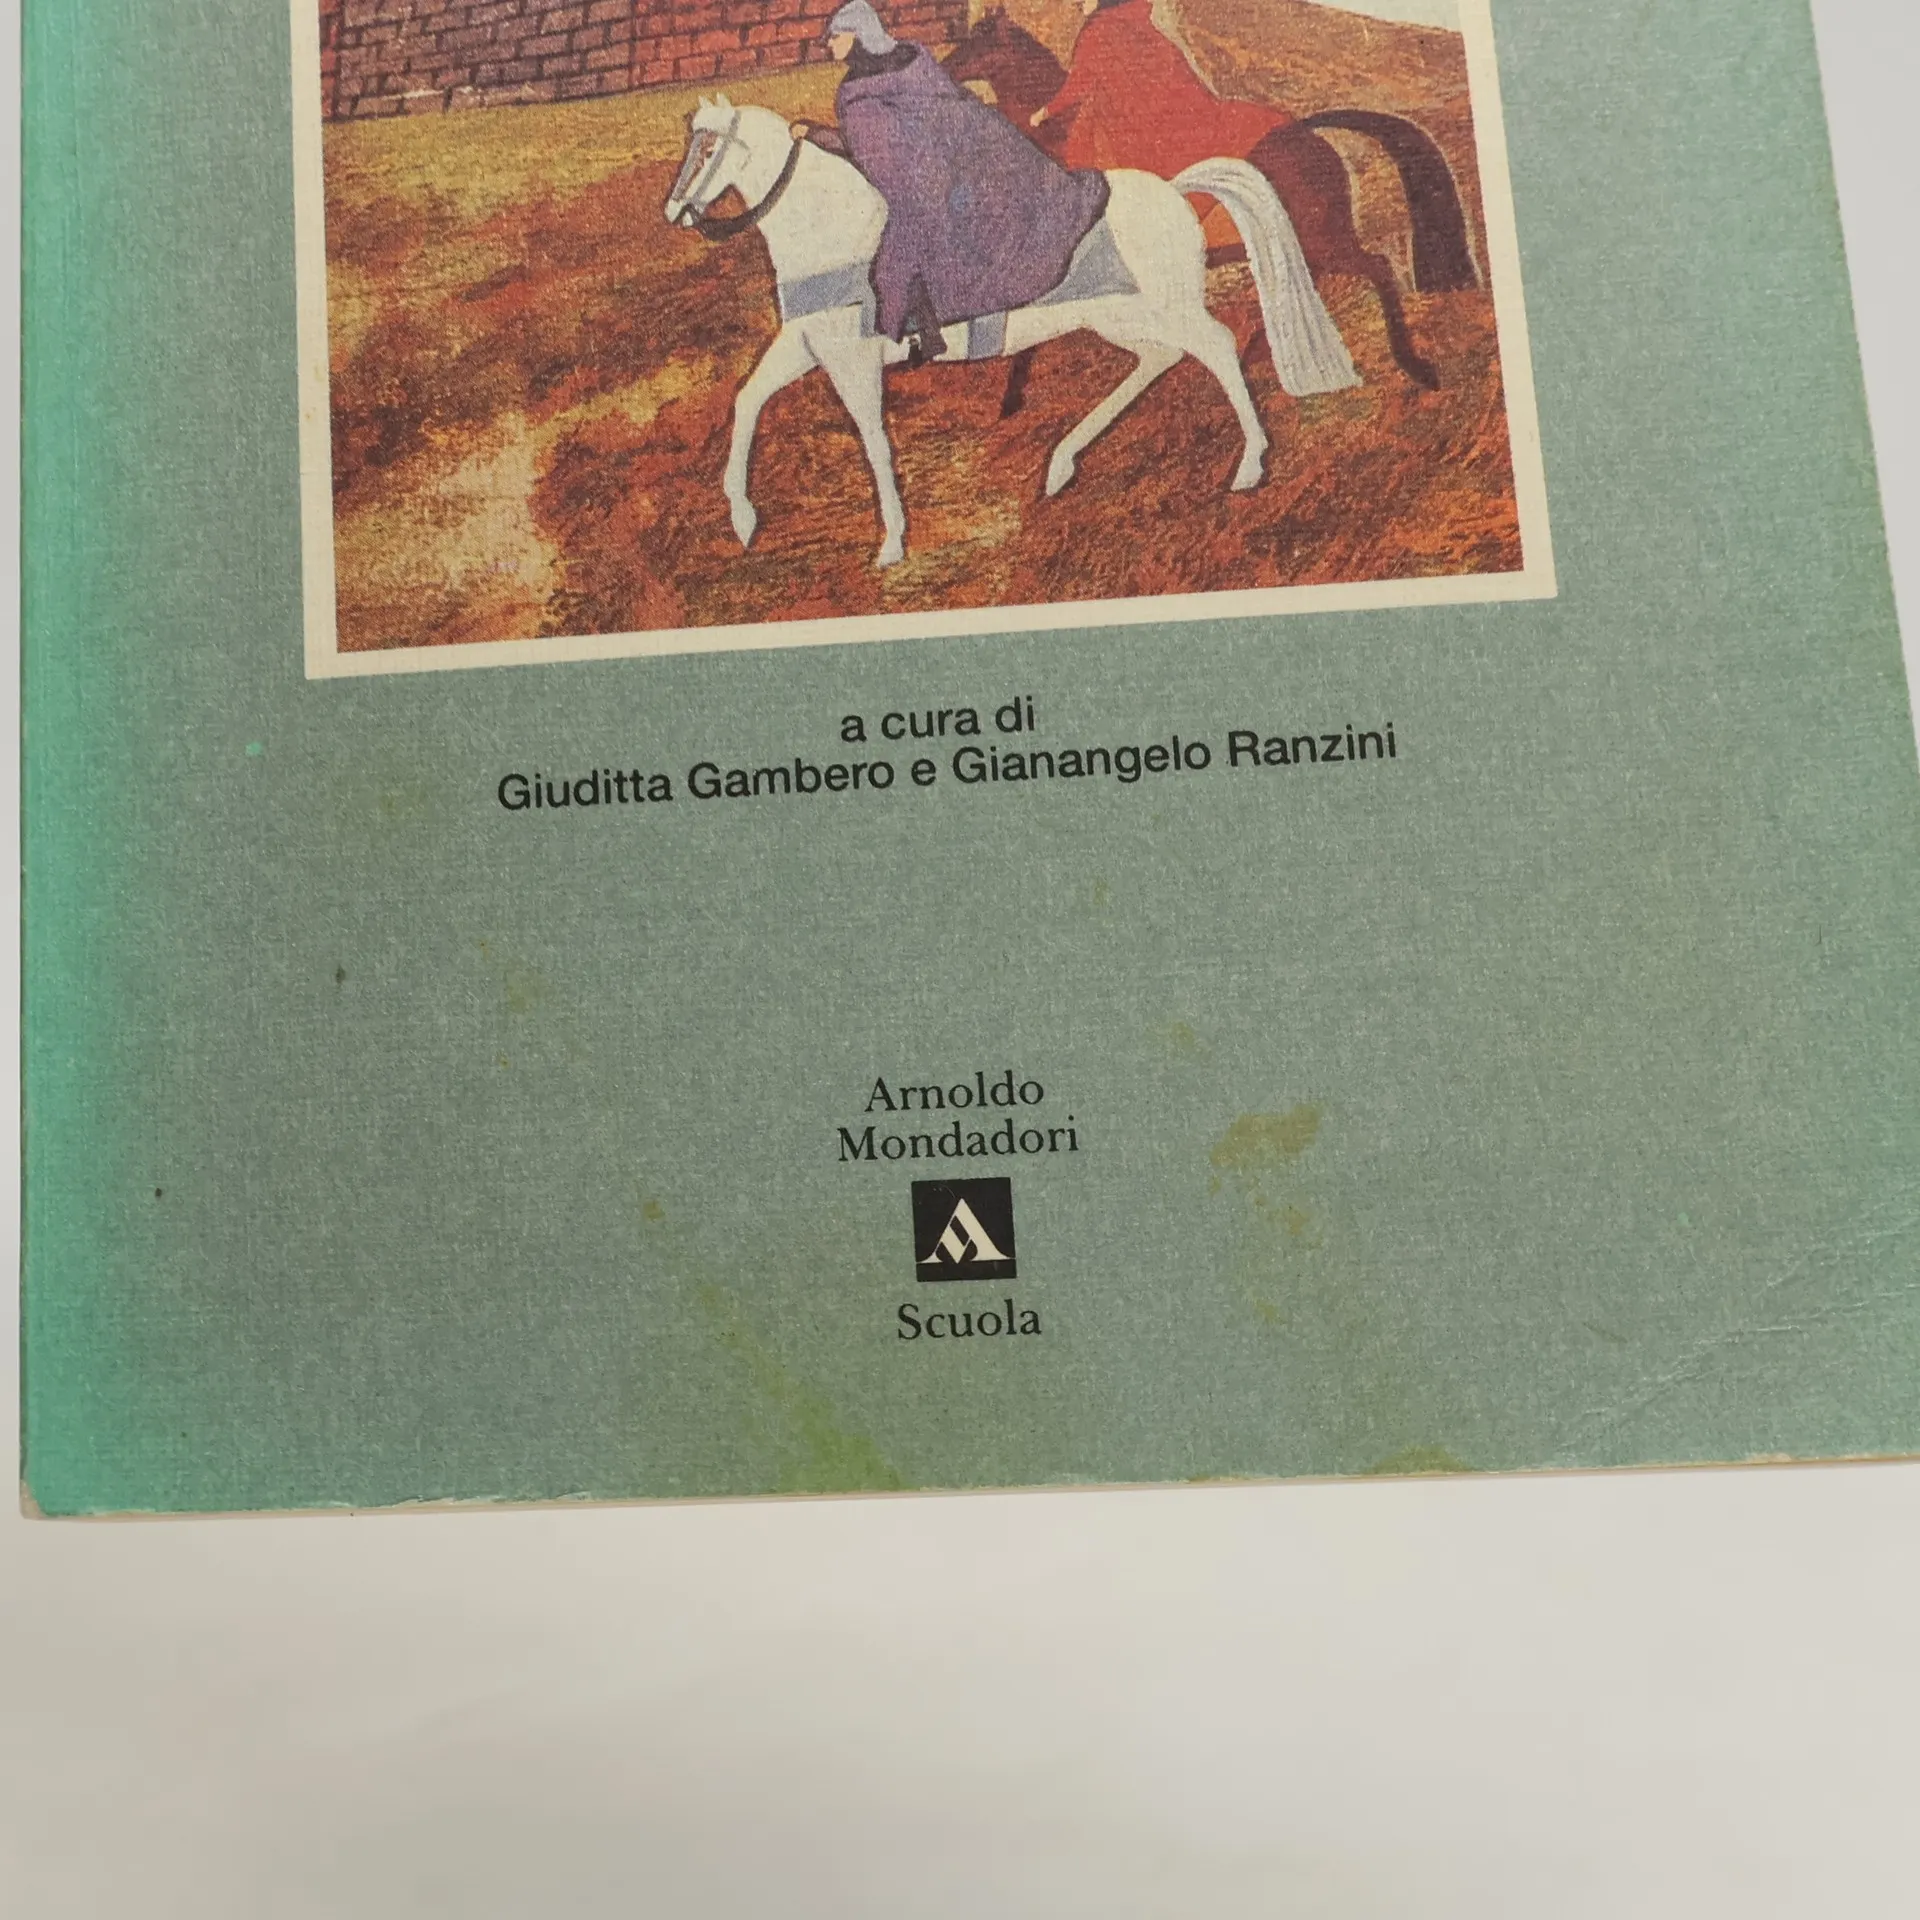 a cura di
Giuditta Gambero e Gianangelo Ranzini
Arnoldo
Mondadori
Scuola